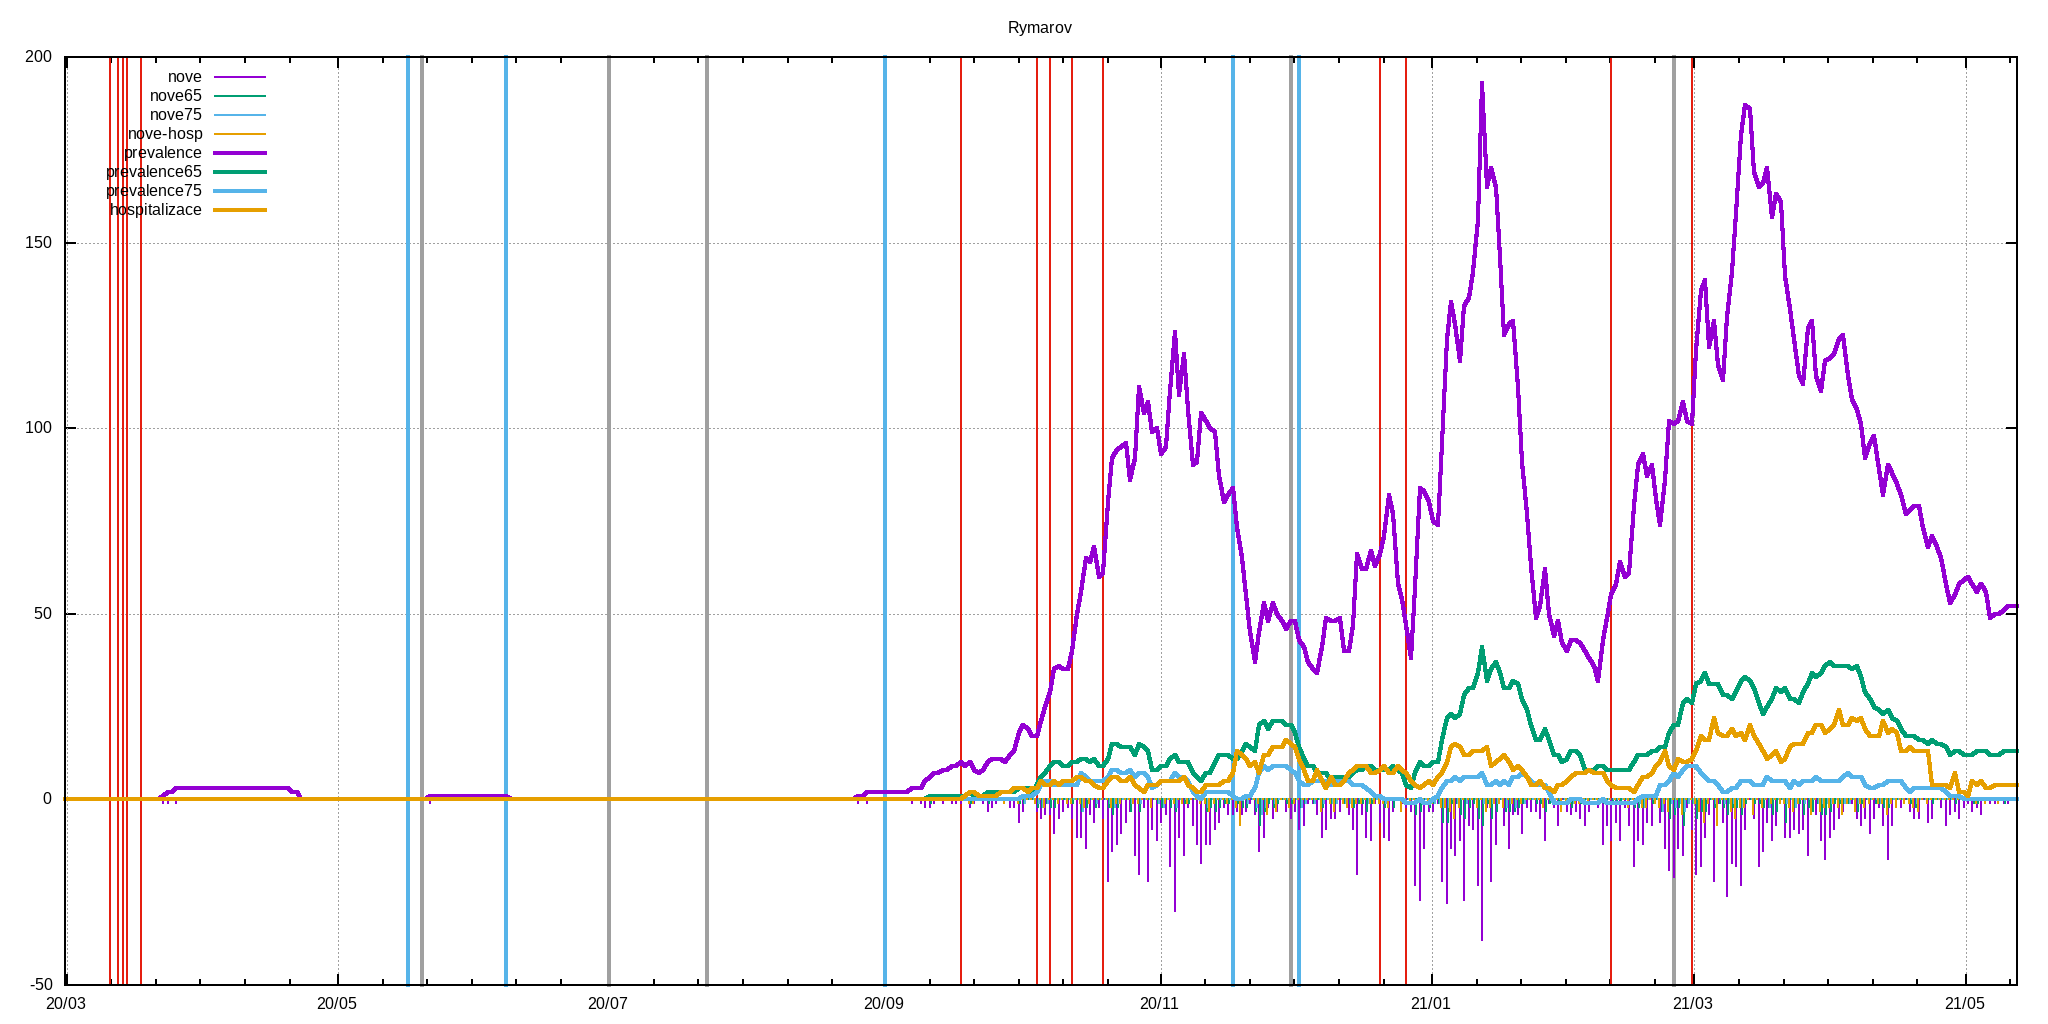 Rymarov
200
nove
nove65
nove75
nove-hosp
prevalence
prevalence65
prevalence75
hospitalizace
150
100
50
0
-50
20/03 20/05 20/07 20/09 20/11 21/01 21/03 21/05